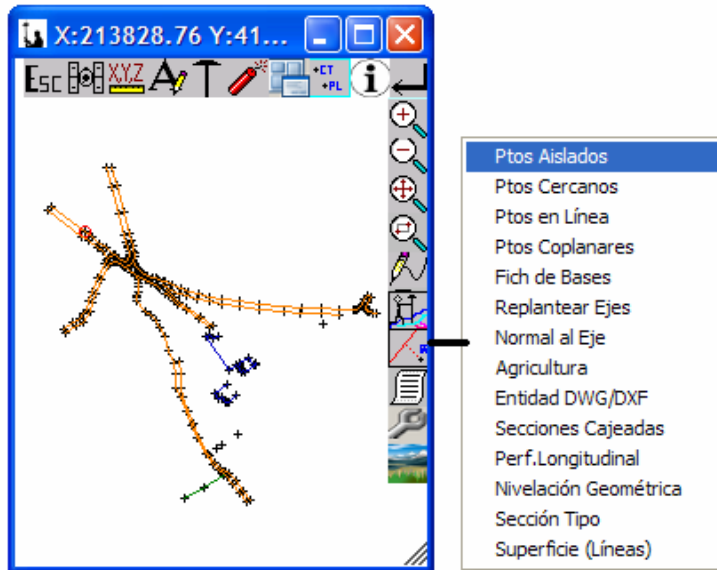 X:213828.76 Y:41...
Esc XYZ A T +CT +PL i
Ptos Aislados
Ptos Cercanos
Ptos en Línea
Ptos Coplanares
Fich de Bases
Replantear Ejes
Normal al Eje
Agricultura
Entidad DWG/DXF
Secciones Cajeadas
Perf.Longitudinal
Nivelación Geométrica
Sección Tipo
Superficie (Líneas)